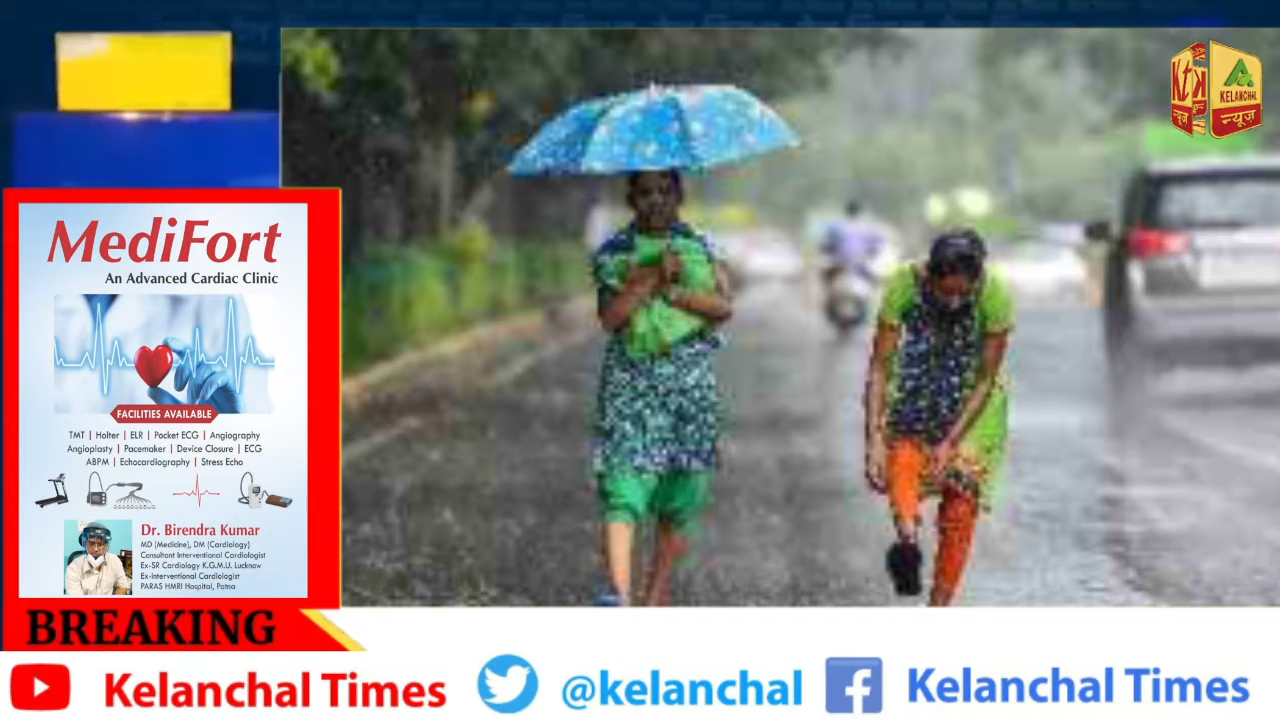 KTK
न्यूज़
KELANCHAL
न्यूज़
MediFort
An Advanced Cardiac Clinic
FACILITIES AVAILABLE
TMT | Holter | ELR | Pocket ECG | Angiography
Angioplasty | Pacemaker | Device Closure | ECG
ABPM | Echocardiography | Stress Echo
Dr. Birendra Kumar
MD (Medicine), DM (Cardiology)
Consultant Interventional Cardiologist
Ex-SR Cardiology K.G.M.U. Lucknow
Ex-Interventional Cardiologist
PARAS HMRI Hospital, Patna
BREAKING
Kelanchal Times @kelanchal Kelanchal Times